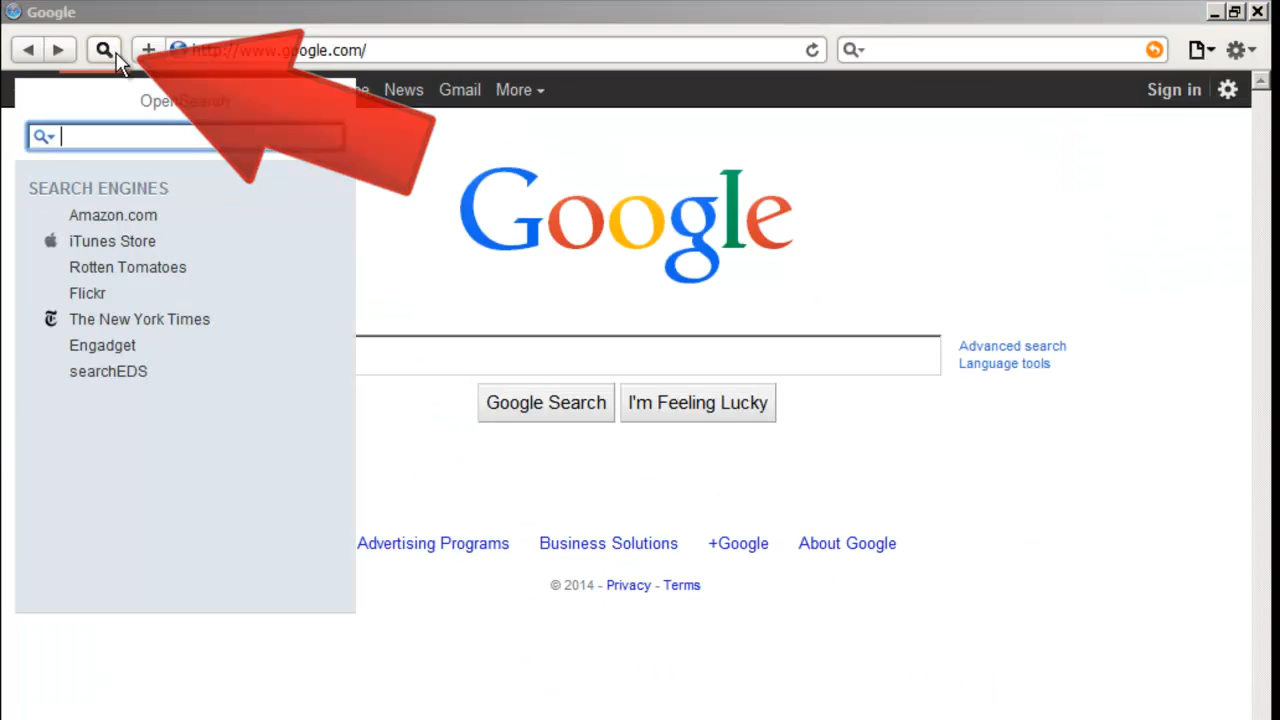 Google
http://www.google.com/
News Gmail More
Sign in
OpenSearch
SEARCH ENGINES
Amazon.com
iTunes Store
Rotten Tomatoes
Flickr
The New York Times
Engadget
searchEDS
Google
Advanced search
Language tools
Google Search I'm Feeling Lucky
Advertising Programs Business Solutions +Google About Google
© 2014 - Privacy - Terms